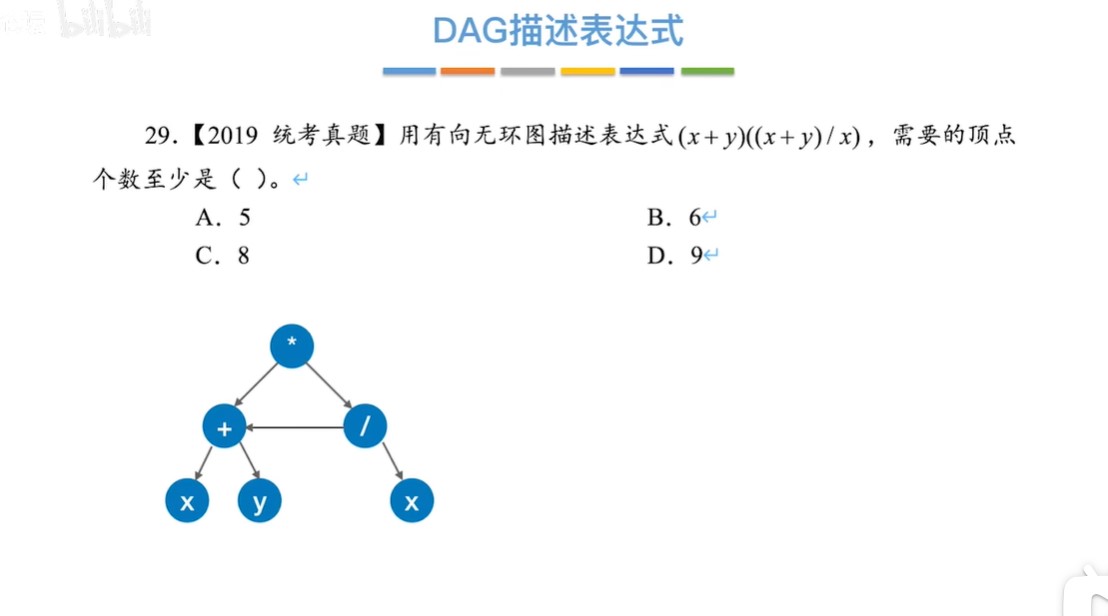 DAG描述表达式
29.【2019 统考真题】用有向无环图描述表达式(x+y)((x+y)/x)，需要的顶点
个数至少是（ ）。↵
A. 5
B. 6↵
C. 8
D. 9↵
*
+
/
x
y
x